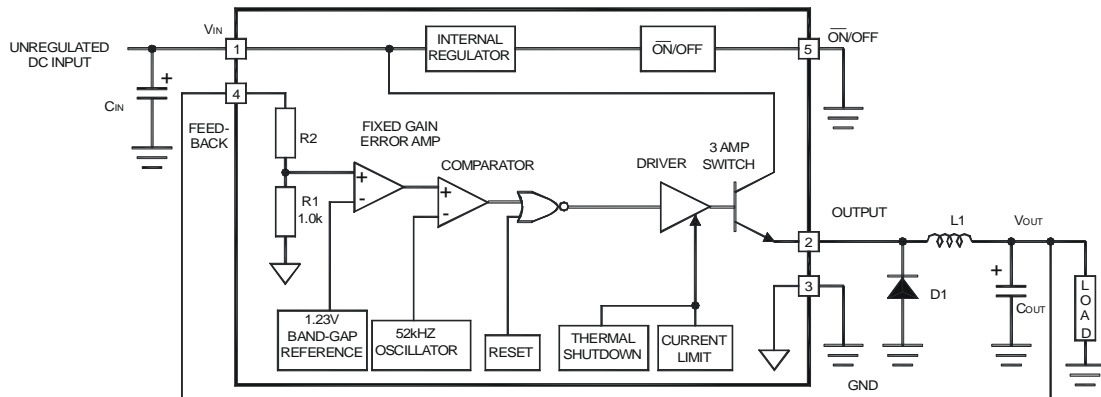 VIN
UNREGULATED
DC INPUT
1
INTERNAL
REGULATOR
ON/OFF
5
ON/OFF
+
CIN
4
FEED-
BACK
R2
FIXED GAIN
ERROR AMP
COMPARATOR
DRIVER
3 AMP
SWITCH
+
-
+
-
R1
1.0k
OUTPUT
2
L1
VOUT
3
D1
+
COUT
LOAD
1.23V
BAND-GAP
REFERENCE
52kHZ
OSCILLATOR
RESET
THERMAL
SHUTDOWN
CURRENT
LIMIT
GND